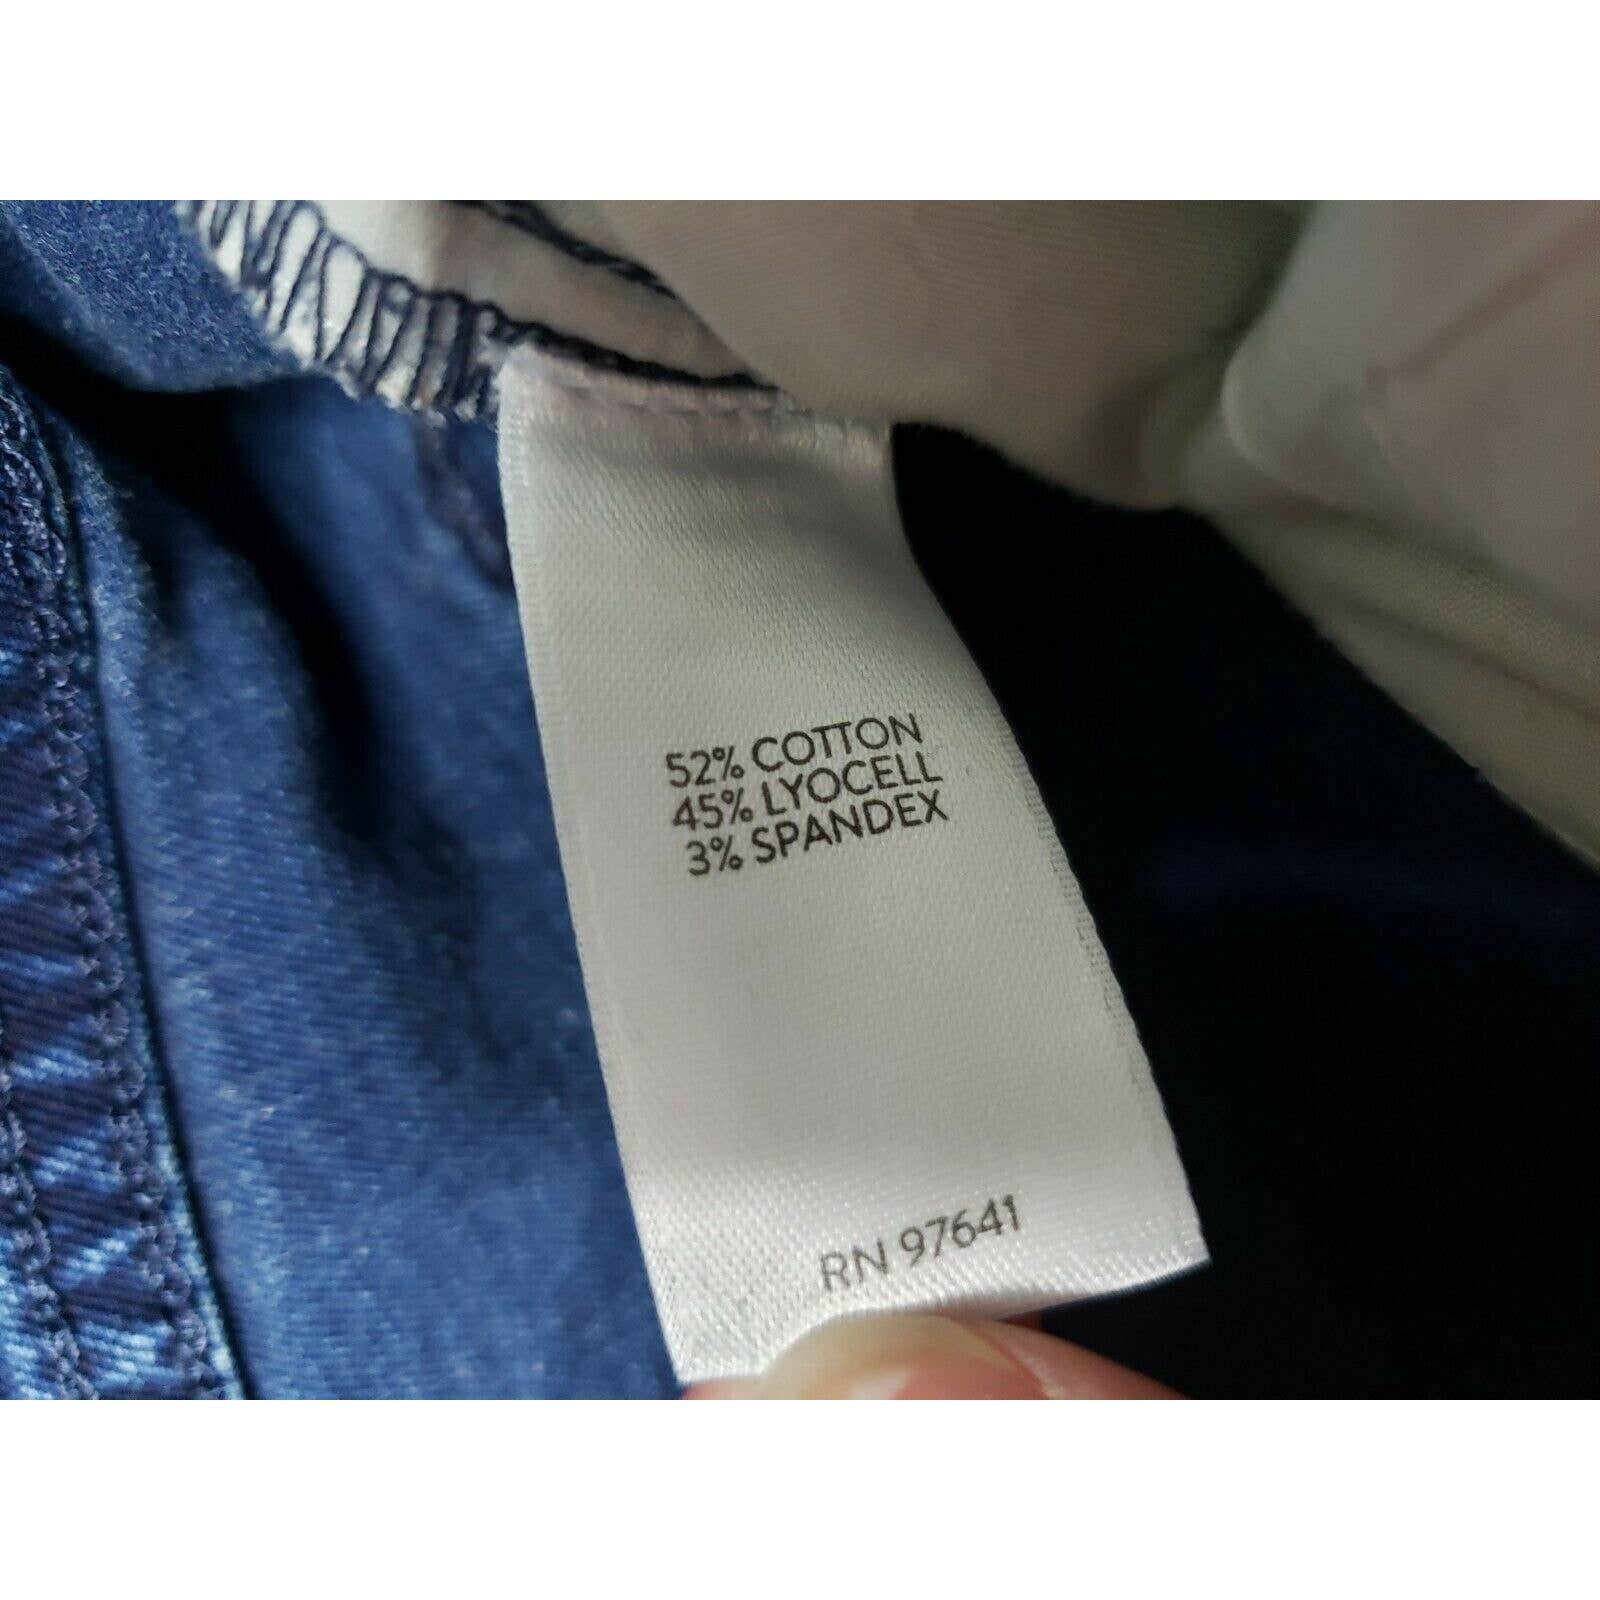 52% COTTON
45% LYOCELL
3% SPANDEX
RN 97641